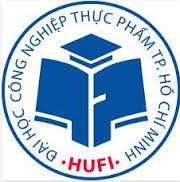 ĐẠI HỌC CÔNG NGHIỆP THỰC PHẨM TP. HỒ CHÍ MINH
• HUFI •